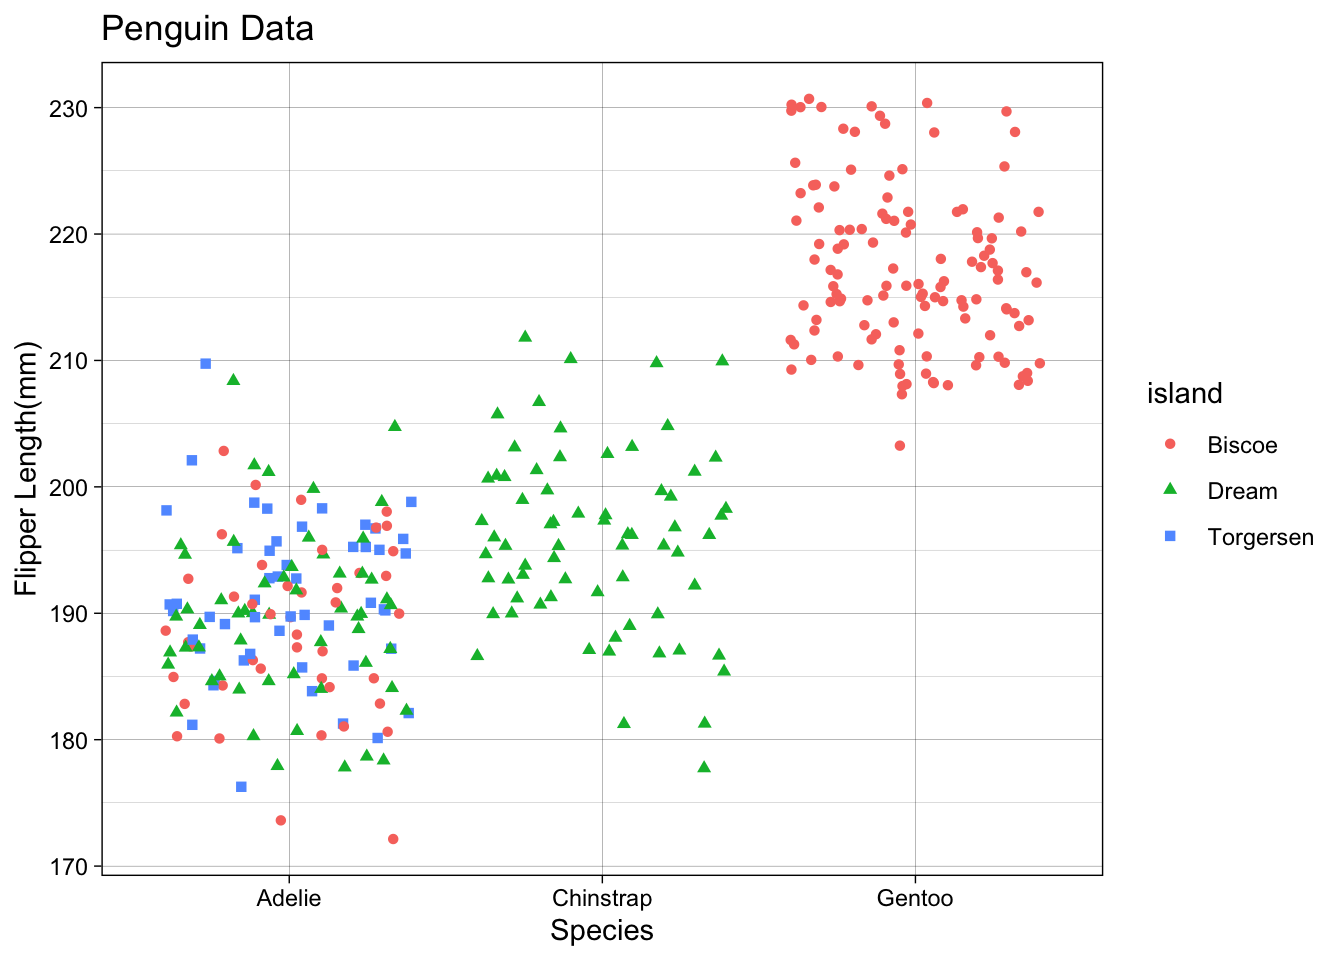 Penguin Data
Flipper Length(mm)
230
220
210
200
190
180
170
Adelie
Chinstrap
Gentoo
Species
island
Biscoe
Dream
Torgersen